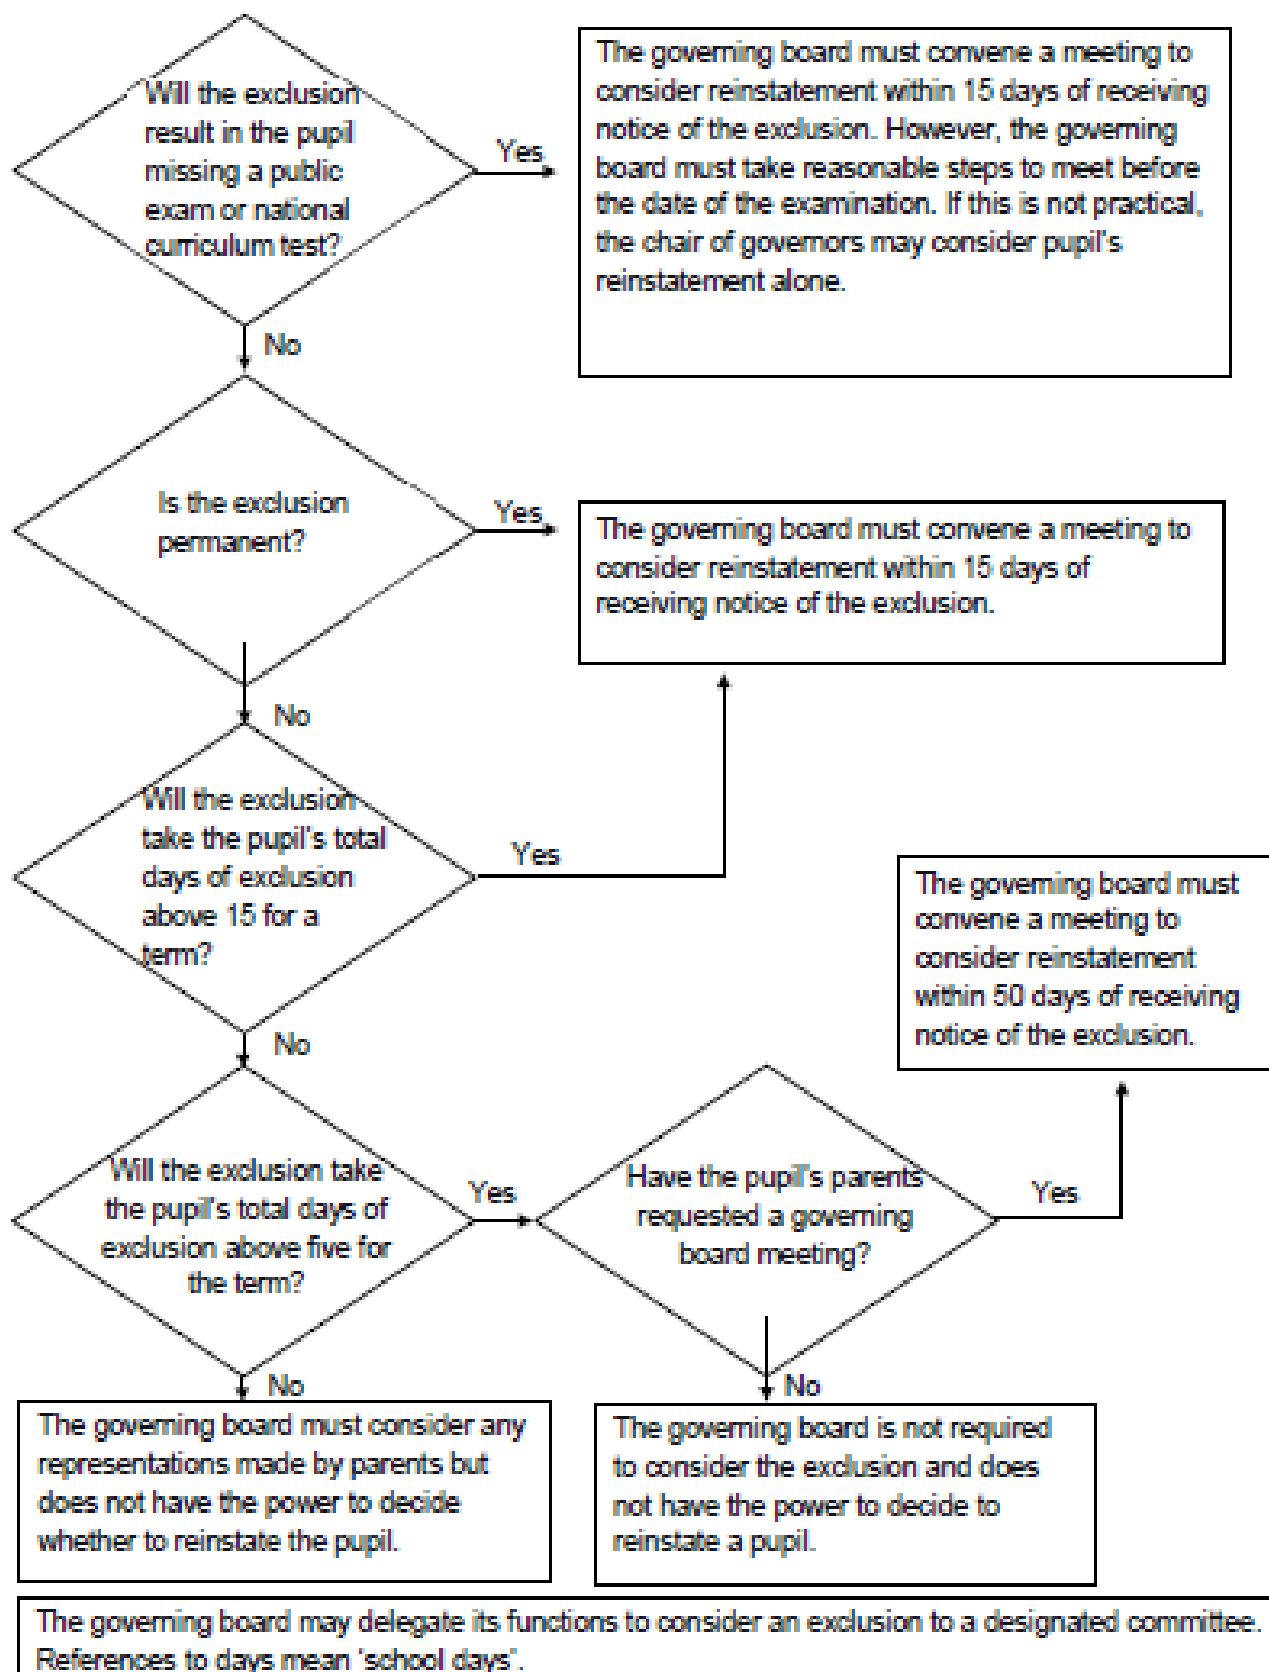 Will the exclusion
result in the pupil
missing a public
exam or national
curriculum test?
Yes
The governing board must convene a meeting to
consider reinstatement within 15 days of receiving
notice of the exclusion. However, the governing
board must take reasonable steps to meet before
the date of the examination. If this is not practical,
the chair of governors may consider pupil's
reinstatement alone.
No
Is the exclusion
permanent?
Yes
The governing board must convene a meeting to
consider reinstatement within 15 days of
receiving notice of the exclusion.
No
Will the exclusion
take the pupil's total
days of exclusion
above 15 for a
term?
Yes
The governing board must
convene a meeting to
consider reinstatement
within 50 days of receiving
notice of the exclusion.
No
Will the exclusion take
the pupil's total days of
exclusion above five for
the term?
Yes
Have the pupil's parents
requested a governing
board meeting?
Yes
No
The governing board must consider any
representations made by parents but
does not have the power to decide
whether to reinstate the pupil.
No
The governing board is not required
to consider the exclusion and does
not have the power to decide to
reinstate a pupil.
The governing board may delegate its functions to consider an exclusion to a designated committee.
References to days mean 'school days'.